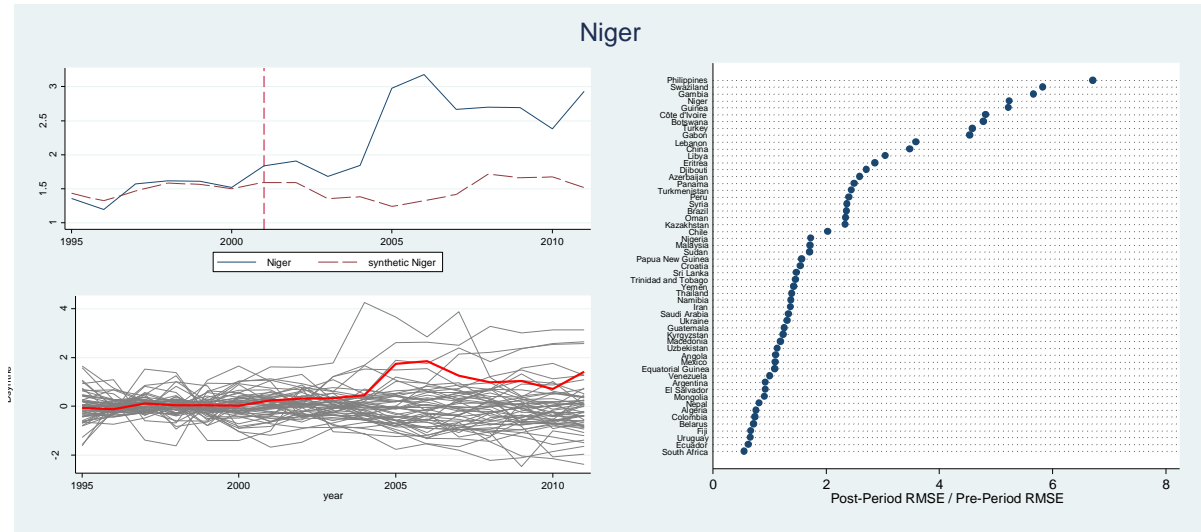 Niger
3
2.5
2
1.5
1
1995 2000 2005 2010
Niger synthetic Niger
4
2
0
-2
1995 2000 2005 2010
year
Philippines
Swaziland
Gambia
Niger
Guinea
Côte d'Ivoire
Botswana
Turkey
Gabon
Lebanon
China
Libya
Eritrea
Djibouti
Azerbaijan
Panama
Turkmenistan
Peru
Syria
Brazil
Oman
Kazakhstan
Chile
Nigeria
Malaysia
Sudan
Papua New Guinea
Croatia
Sri Lanka
Trinidad and Tobago
Yemen
Thailand
Namibia
Iran
Saudi Arabia
Ukraine
Guatemala
Kyrgyzstan
Macedonia
Uzbekistan
Angola
Mexico
Equatorial Guinea
Venezuela
Argentina
El Salvador
Mongolia
Nepal
Algeria
Colombia
Belarus
Fiji
Uruguay
Ecuador
South Africa
0 2 4 6 8
Post-Period RMSE / Pre-Period RMSE